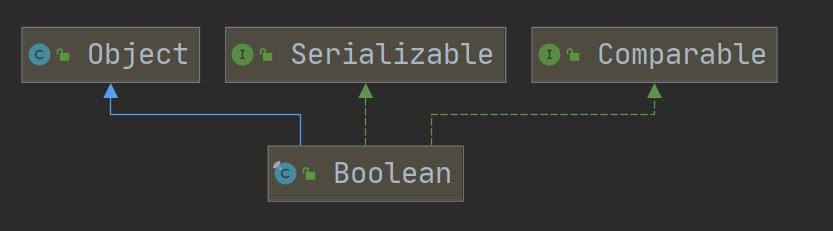 C Object
I Serializable
I Comparable
C Boolean